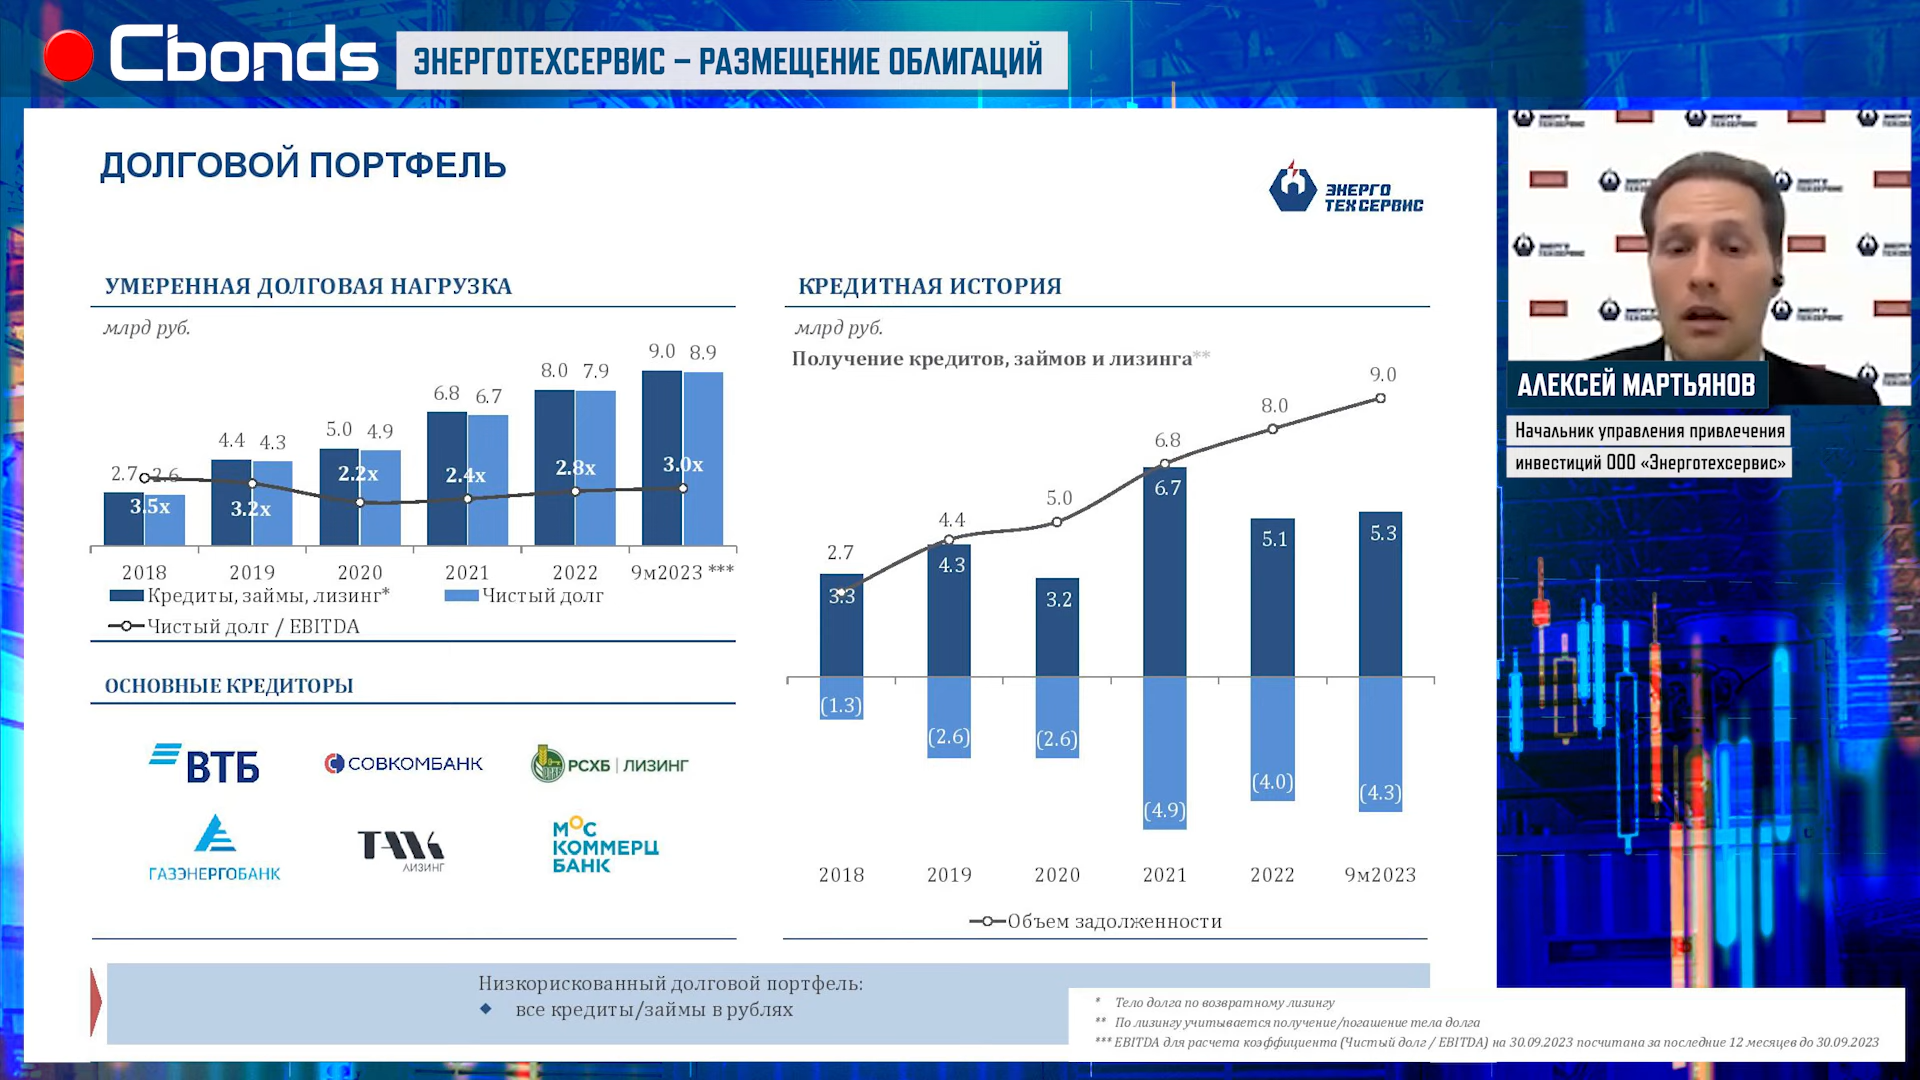 Cbonds
ЭНЕРГОТЕХСЕРВИС – РАЗМЕЩЕНИЕ ОБЛИГАЦИЙ
ДОЛГОВОЙ ПОРТФЕЛЬ
ЭНЕРГО
ТЕХСЕРВИС
УМЕРЕННАЯ ДОЛГОВАЯ НАГРУЗКА
млрд руб.
9.0 8.9
8.0 7.9
6.8 6.7
5.0 4.9
4.4 4.3
2.7 2.6
3.5x 3.2x 2.2x 2.4x 2.8x 3.0x
2018 2019 2020 2021 2022 9м2023 ***
Кредиты, займы, лизинг* Чистый долг
Чистый долг / EBITDA
ОСНОВНЫЕ КРЕДИТОРЫ
ВТБ СОВКОМБАНК РСХБ | ЛИЗИНГ
ГАЗЭНЕРГОБАНК
ЛИЗИНГ
МОС
КОММЕРЦ
БАНК
КРЕДИТНАЯ ИСТОРИЯ
млрд руб.
Получение кредитов, займов и лизинга**
2.7 4.4 5.0 6.8 8.0 9.0
3.3 4.3 3.2 6.7 5.1 5.3
(1.3) (2.6) (2.6) (4.9) (4.0) (4.3)
2018 2019 2020 2021 2022 9м2023
Объем задолженности
Низкорискованный долговой портфель:
все кредиты/займы в рублях
* Тело долга по возвратному лизингу
** По лизингу учитывается получение/погашение тела долга
*** EBITDA для расчета коэффициента (Чистый долг / EBITDA) на 30.09.2023 посчитана за последние 12 месяцев до 30.09.2023
АЛЕКСЕЙ МАРТЬЯНОВ
Начальник управления привлечения
инвестиций ООО «Энерготехсервис»